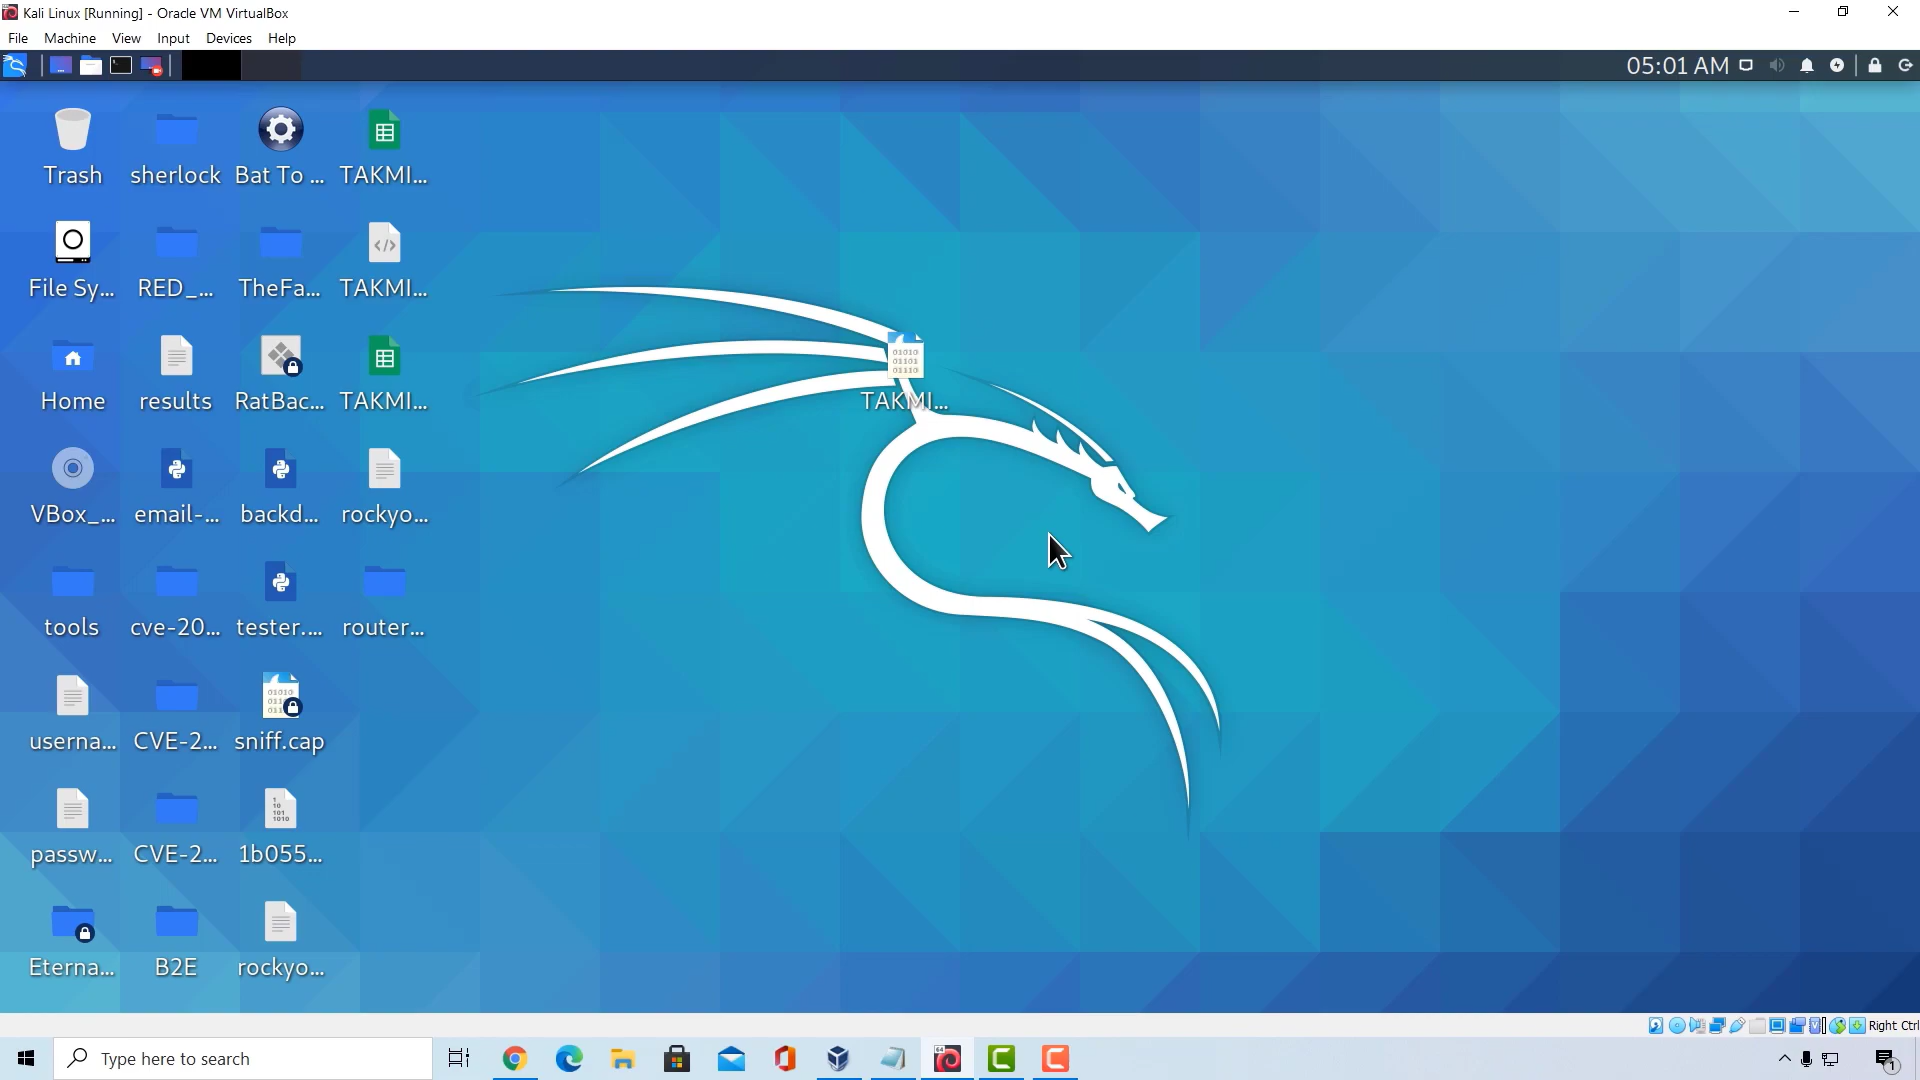 Kali Linux [Running] - Oracle VM VirtualBox
File Machine View Input Devices Help
05:01 AM
Trash sherlock Bat To ... TAKMI...
File Sy... RED_... TheFa... TAKMI...
Home results RatBac... TAKMI... TAKMI...
VBox_... email-... backd... rockyo...
tools cve-20... tester.... router...
userna... CVE-2... sniff.cap
passw... CVE-2... 1b055...
Eterna... B2E rockyo...
Right Ctrl
Type here to search